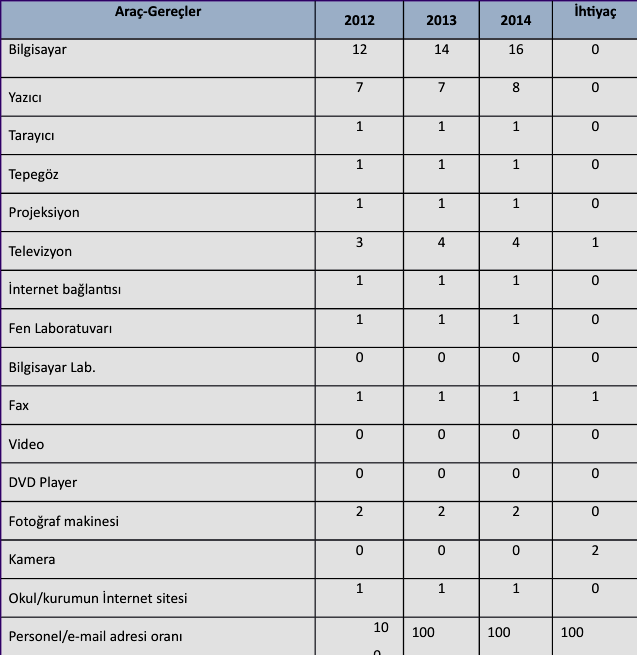 Araç-Gereçler 2012 2013 2014 İhtiyaç
Bilgisayar 12 14 16 0
Yazıcı 7 7 8 0
Tarayıcı 1 1 1 0
Tepegöz 1 1 1 0
Projeksiyon 1 1 1 0
Televizyon 3 4 4 1
İnternet bağlantısı 1 1 1 0
Fen Laboratuvarı 1 1 1 0
Bilgisayar Lab. 0 0 0 0
Fax 1 1 1 1
Video 0 0 0 0
DVD Player 0 0 0 0
Fotoğraf makinesi 2 2 2 0
Kamera 0 0 0 2
Okul/kurumun İnternet sitesi 1 1 1 0
Personel/e-mail adresi oranı 10 100 100 100
0